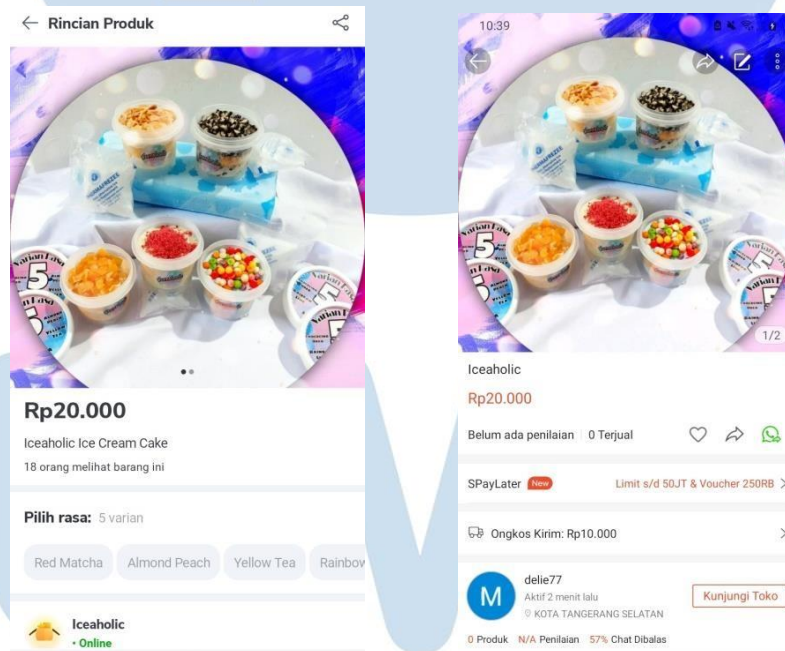 Rincian Produk
Rp20.000
Iceaholic Ice Cream Cake
18 orang melihat barang ini
Pilih rasa: 5 varian
Red Matcha
Almond Peach
Yellow Tea
Rainbow
Iceaholic
• Online
10:39
1/2
Iceaholic
Rp20.000
Belum ada penilaian
0 Terjual
SPayLater New
Limit s/d 50JT & Voucher 250RB
Ongkos Kirim: Rp10.000
M
delie77
Aktif 2 menit lalu
KOTA TANGERANG SELATAN
Kunjungi Toko
0 Produk N/A Penilaian 57% Chat Dibalas